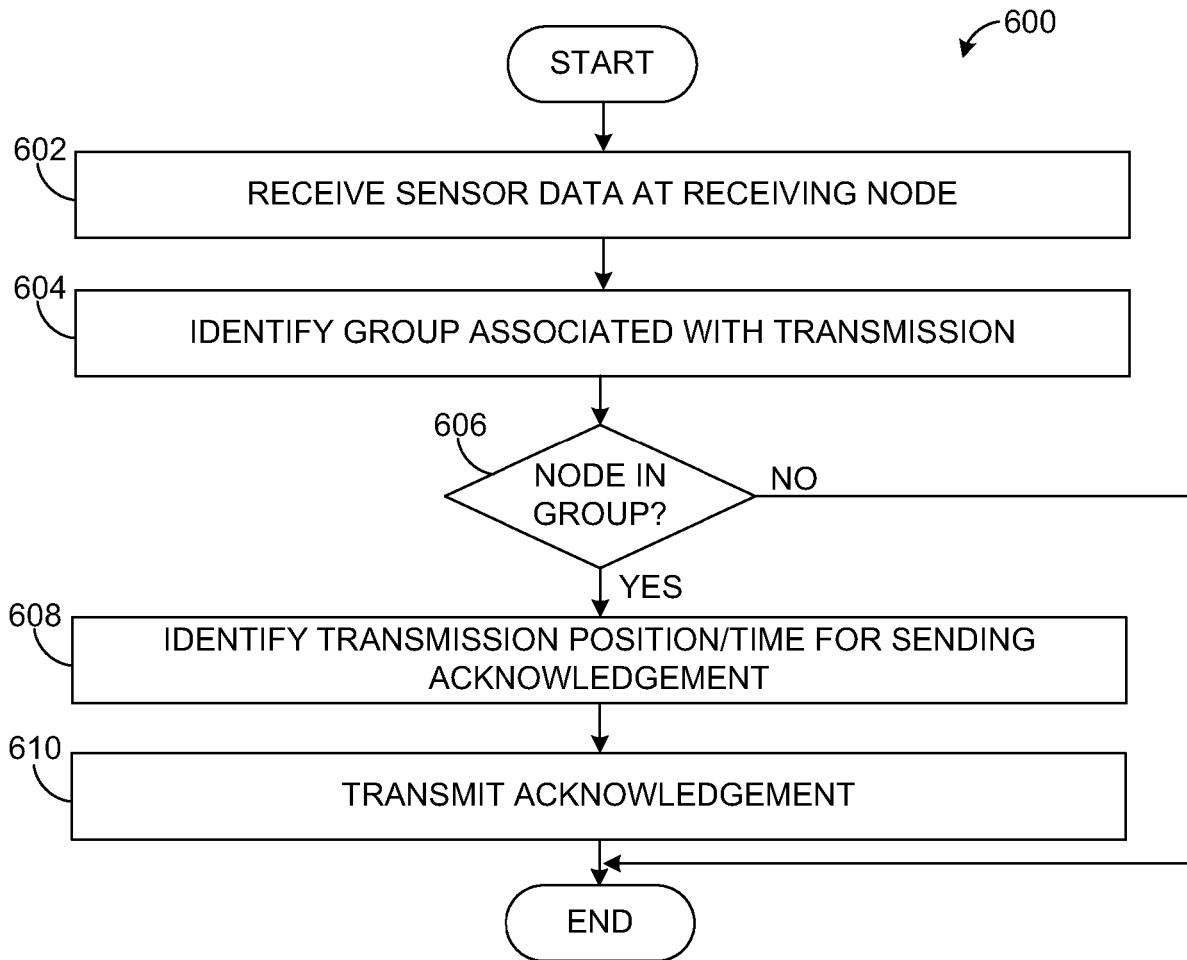 600
START
602
RECEIVE SENSOR DATA AT RECEIVING NODE
604
IDENTIFY GROUP ASSOCIATED WITH TRANSMISSION
606
NODE IN
GROUP?
NO
YES
608
IDENTIFY TRANSMISSION POSITION/TIME FOR SENDING
ACKNOWLEDGEMENT
610
TRANSMIT ACKNOWLEDGEMENT
END